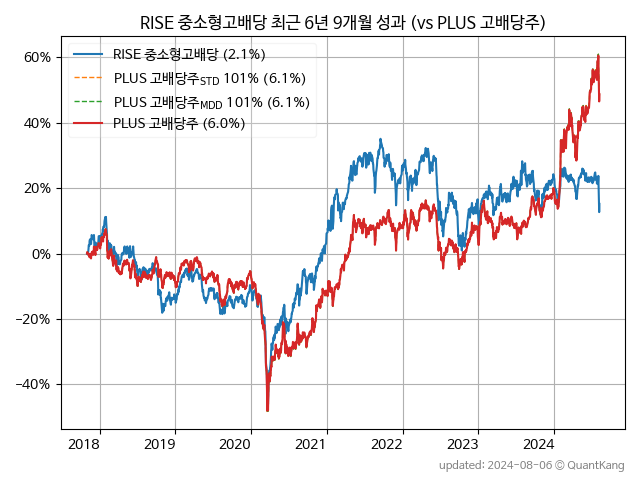 RISE 중소형고배당 최근 6년 9개월 성과 (vs PLUS 고배당주)
RISE 중소형고배당 (2.1%)
PLUS 고배당주STD 101% (6.1%)
PLUS 고배당주MDD 101% (6.1%)
PLUS 고배당주 (6.0%)
60%
40%
20%
0%
−20%
−40%
2018 2019 2020 2021 2022 2023 2024
updated: 2024-08-06 © QuantKang